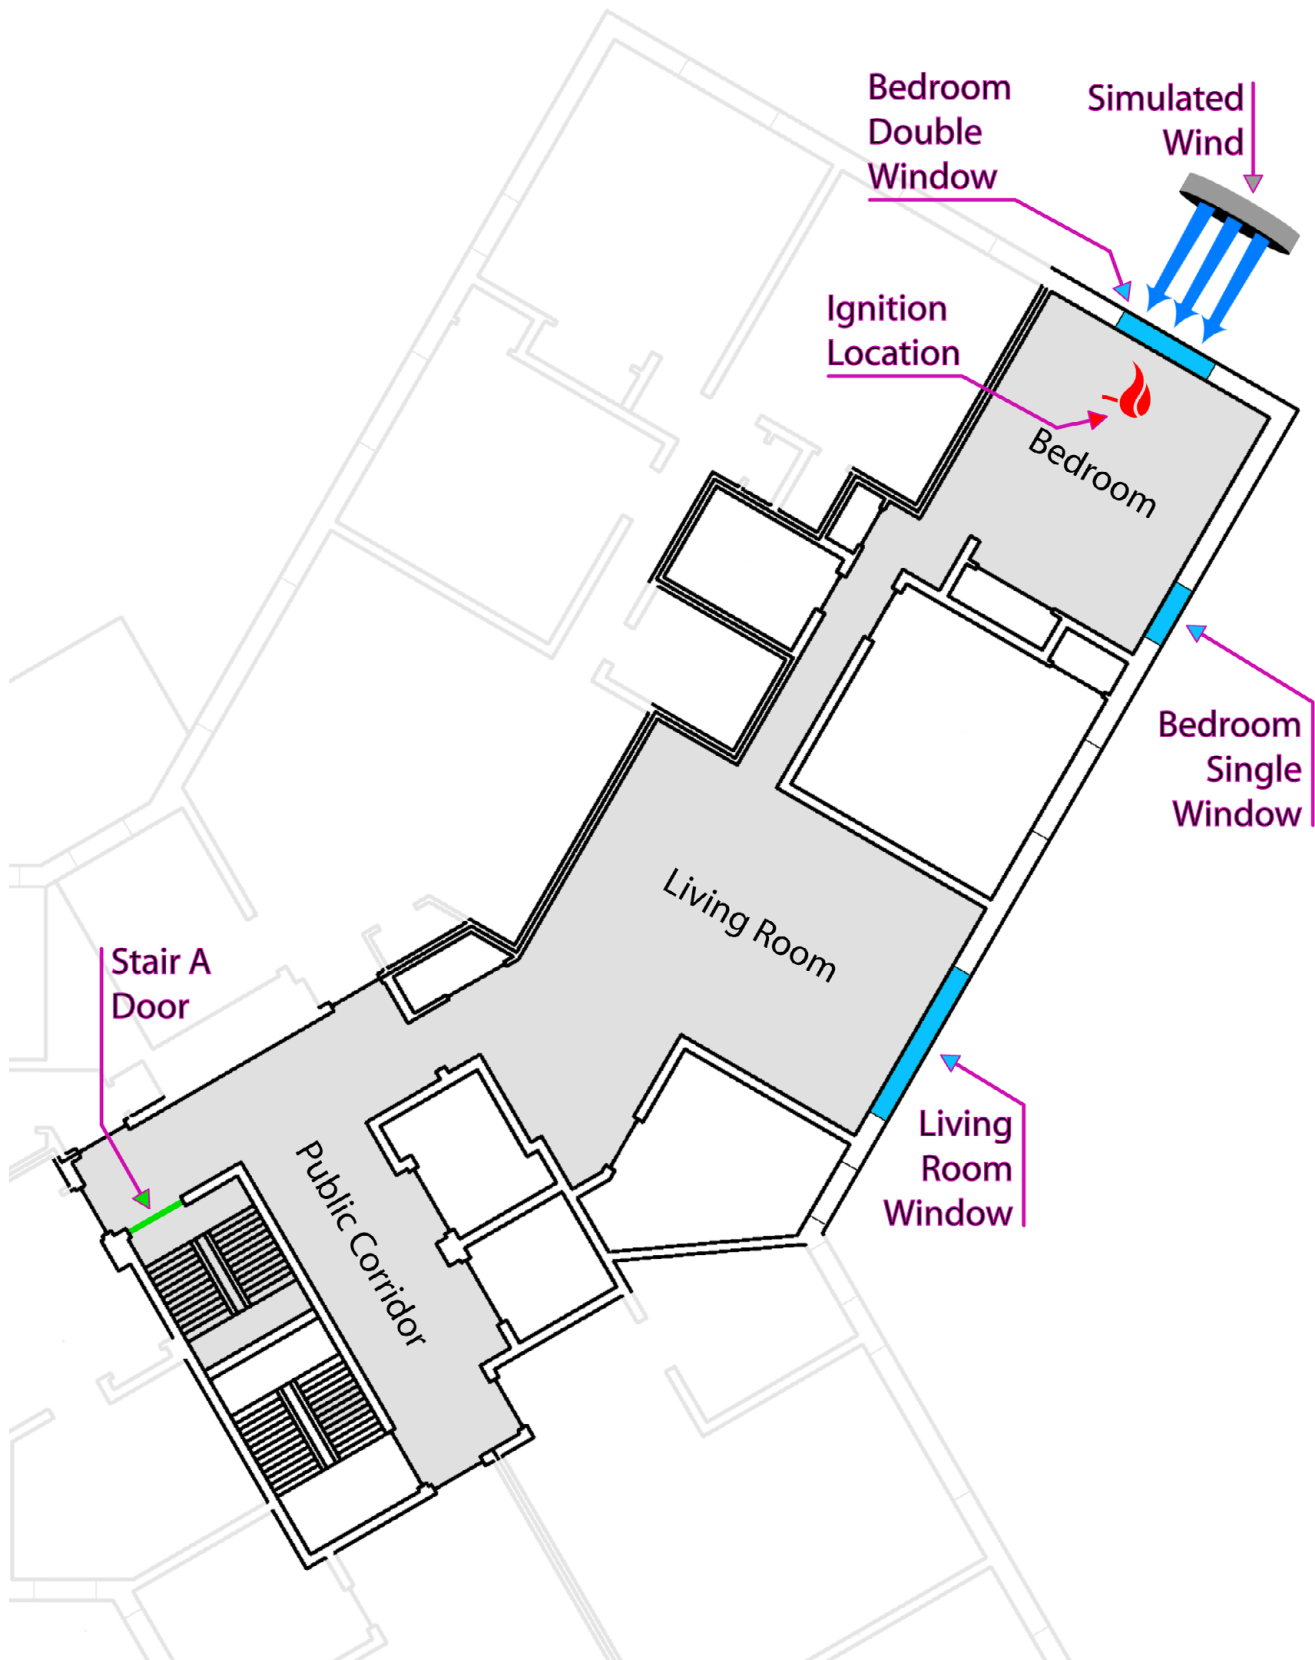 Bedroom
Double
Window
Simulated
Wind
Ignition
Location
Bedroom
Bedroom
Single
Window
Living Room
Stair A
Door
Living
Room
Window
Public Corridor